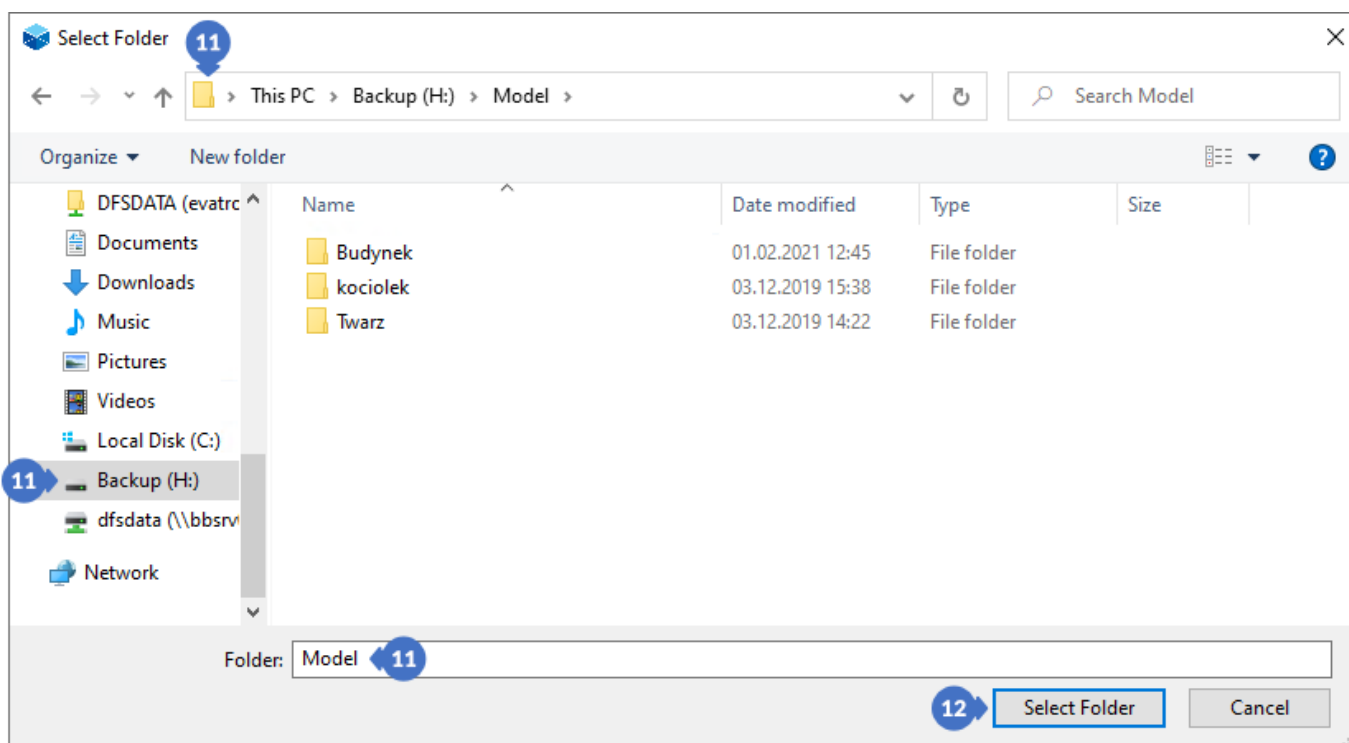 Select Folder
11
This PC > Backup (H:) > Model >
Search Model
Organize
New folder
?
Name
Date modified
Type
Size
DFSDATA (evatrc
Documents
Downloads
Music
Pictures
Videos
Local Disk (C:)
11
Backup (H:)
dfsdata (\\bbsrv
Network
Budynek 01.02.2021 12:45 File folder
kociolek 03.12.2019 15:38 File folder
Twarz 03.12.2019 14:22 File folder
Folder: Model 11
12 Select Folder Cancel